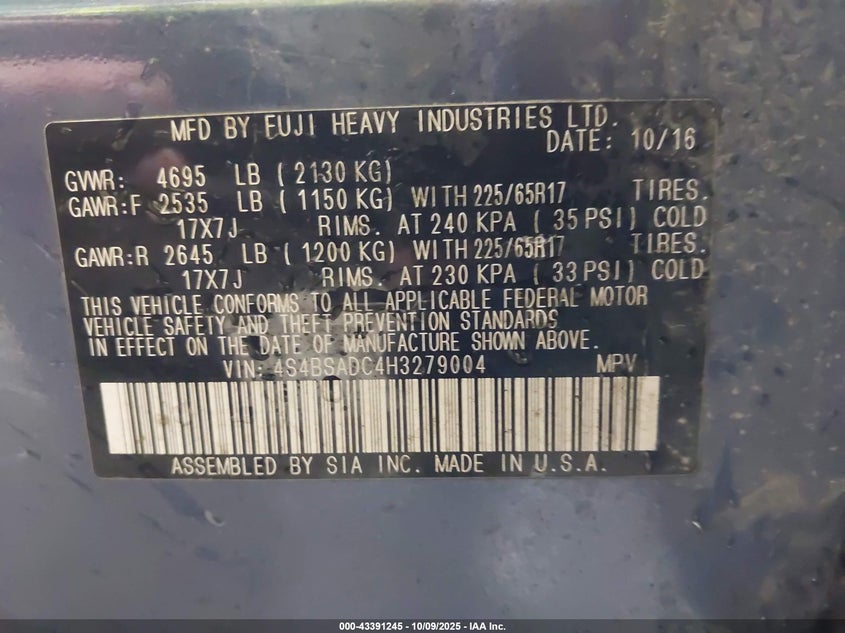 MFD BY FUJI HEAVY INDUSTRIES LTD.
DATE: 10/16
GVWR: 4695 LB ( 2130 KG)
GAWR:F 2535 LB ( 1150 KG) WITH 225/65R17 TIRES.
17X7J RIMS. AT 240 KPA ( 35 PSI) COLD
GAWR:R 2645 LB ( 1200 KG) WITH 225/65R17 TIRES.
17X7J RIMS. AT 230 KPA ( 33 PSI) COLD
THIS VEHICLE CONFORMS TO ALL APPLICABLE FEDERAL MOTOR
VEHICLE SAFETY AND THEFT PREVENTION STANDARDS
IN EFFECT ON THE DATE OF MANUFACTURE SHOWN ABOVE.
VIN: 4S4BSADC4H3279004 MPV
ASSEMBLED BY SIA INC. MADE IN U.S.A.
000-43391245 - 10/09/2025 - IAA Inc.